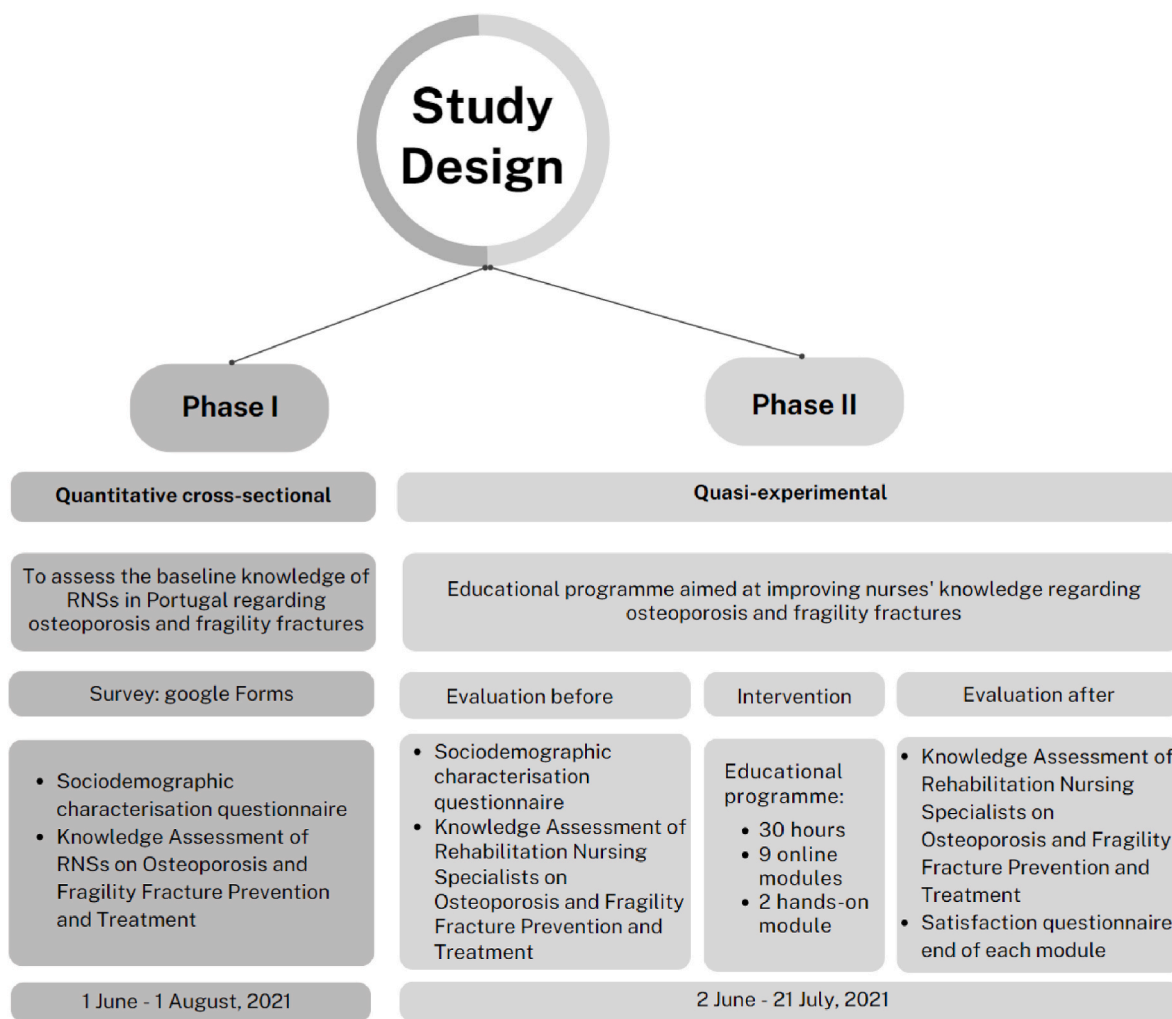 Study
Design
Phase I
Phase II
Quantitative cross-sectional
Quasi-experimental
To assess the baseline knowledge of
RNSs in Portugal regarding
osteoporosis and fragility fractures
Educational programme aimed at improving nurses' knowledge regarding
osteoporosis and fragility fractures
Survey: google Forms
Evaluation before
Intervention
Evaluation after
• Sociodemographic
characterisation questionnaire
• Knowledge Assessment of
RNSs on Osteoporosis and
Fragility Fracture Prevention
and Treatment
• Sociodemographic
characterisation
questionnaire
• Knowledge Assessment of
Rehabilitation Nursing
Specialists on
Osteoporosis and Fragility
Fracture Prevention and
Treatment
Educational
programme:
• 30 hours
• 9 online
modules
• 2 hands-on
module
• Knowledge Assessment of
Rehabilitation Nursing
Specialists on
Osteoporosis and Fragility
Fracture Prevention and
Treatment
• Satisfaction questionnaire
end of each module
1 June - 1 August, 2021
2 June - 21 July, 2021